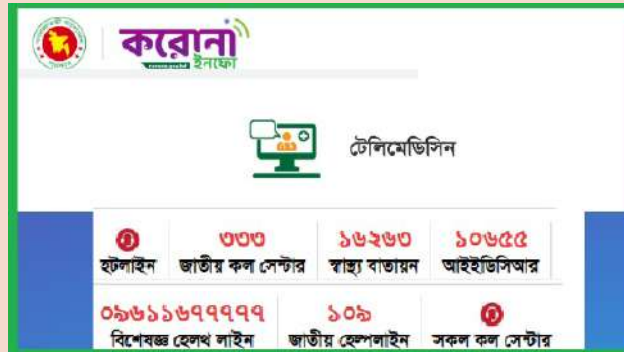 করোনা
ইনফো
টেলিমেডিসিন
৩৩৩ ১৬২৬৩ ১০৬৫৫
হটলাইন জাতীয় কল সেন্টার স্বাস্থ্য বাতায়ন আইইডিসিআর
০৯৬১১৬৭৭৭৭৭ ১০৯
বিশেষজ্ঞ হেলথ লাইন জাতীয় হেল্পলাইন সকল কল সেন্টার